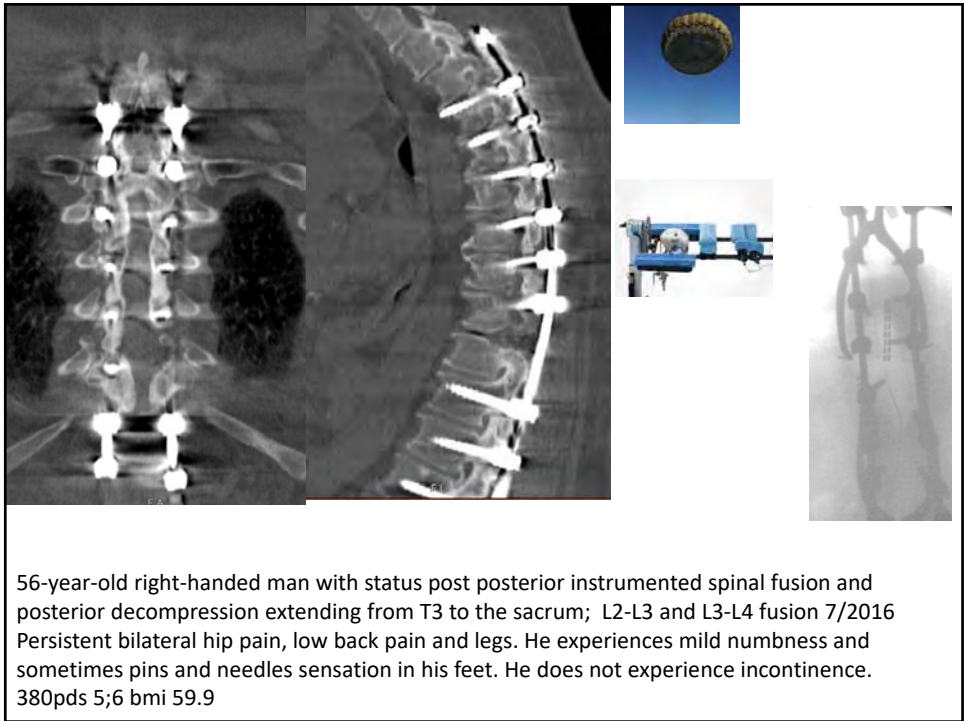 56-year-old right-handed man with status post posterior instrumented spinal fusion and
posterior decompression extending from T3 to the sacrum;  L2-L3 and L3-L4 fusion 7/2016
Persistent bilateral hip pain, low back pain and legs. He experiences mild numbness and
sometimes pins and needles sensation in his feet. He does not experience incontinence.
380pds 5;6 bmi 59.9